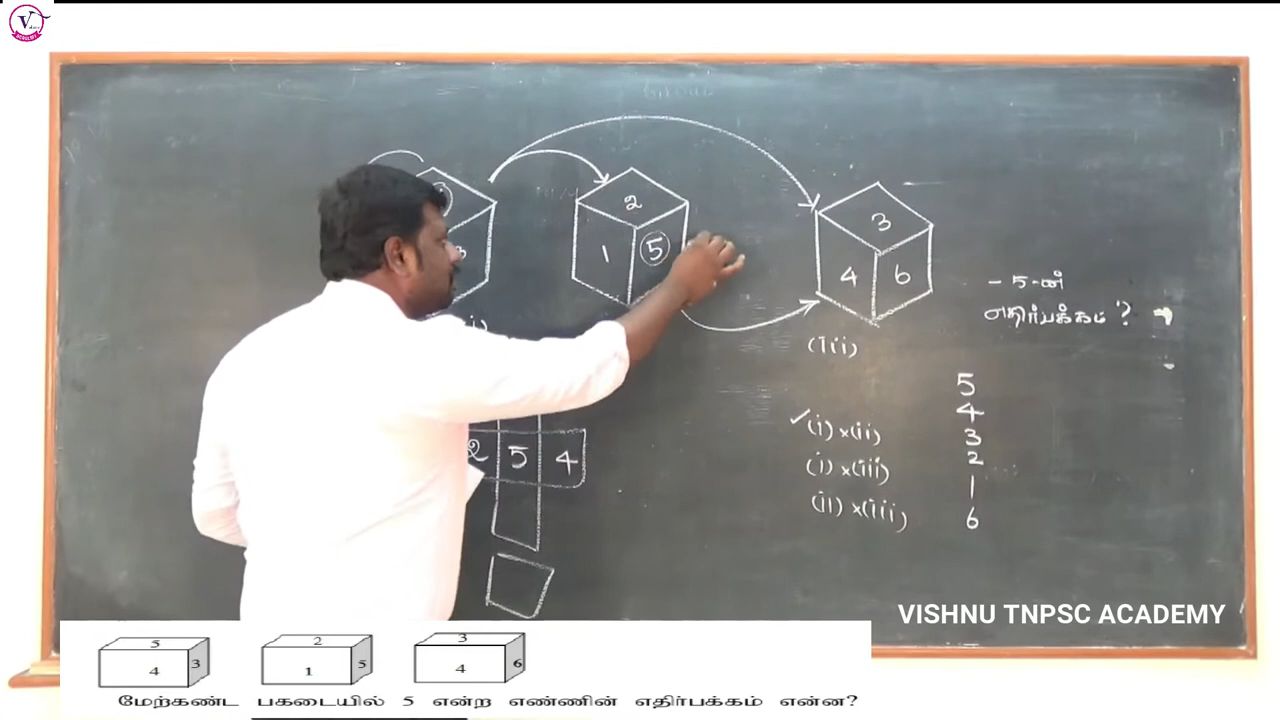 2
3
3
1
5
4
6
- 5-ன்
எதிர்பக்கம் ?
(iii)
5
4
3
2
1
6
✓(i) x(ii)
(i) x(iii)
(ii) x(iii)
2 5 4
VISHNU TNPSC ACADEMY
5
4 3
2
1 5
3
4 6
மேற்கண்ட பகடையில் 5 என்ற எண்ணின் எதிர்பக்கம் என்ன?